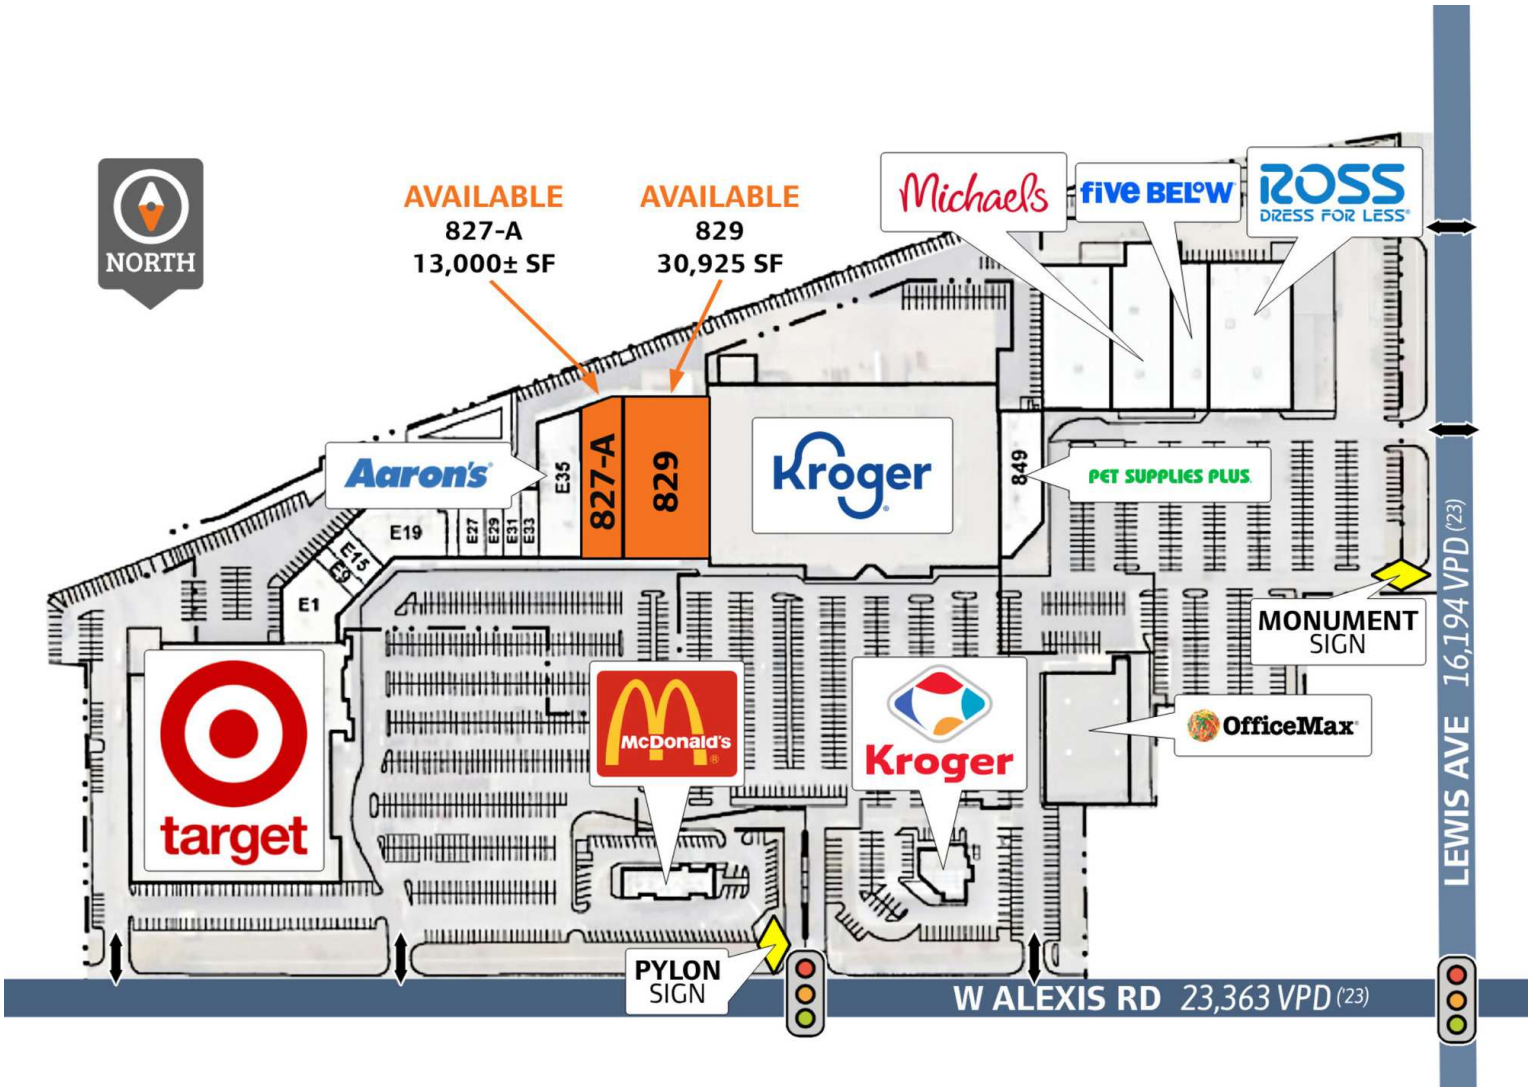 NORTH
AVAILABLE
827-A
13,000± SF
AVAILABLE
829
30,925 SF
Michaels
five BELOW
ROSS
DRESS FOR LESS®
Aaron's
E35
827-A
829
Kroger
849
PET SUPPLIES PLUS.
E19
E27
E29
E31
E33
E15
E9
E1
target
McDonald's
Kroger
OfficeMax
MONUMENT
SIGN
PYLON
SIGN
W ALEXIS RD 23,363 VPD ('23)
LEWIS AVE 16,194 VPD ('23)